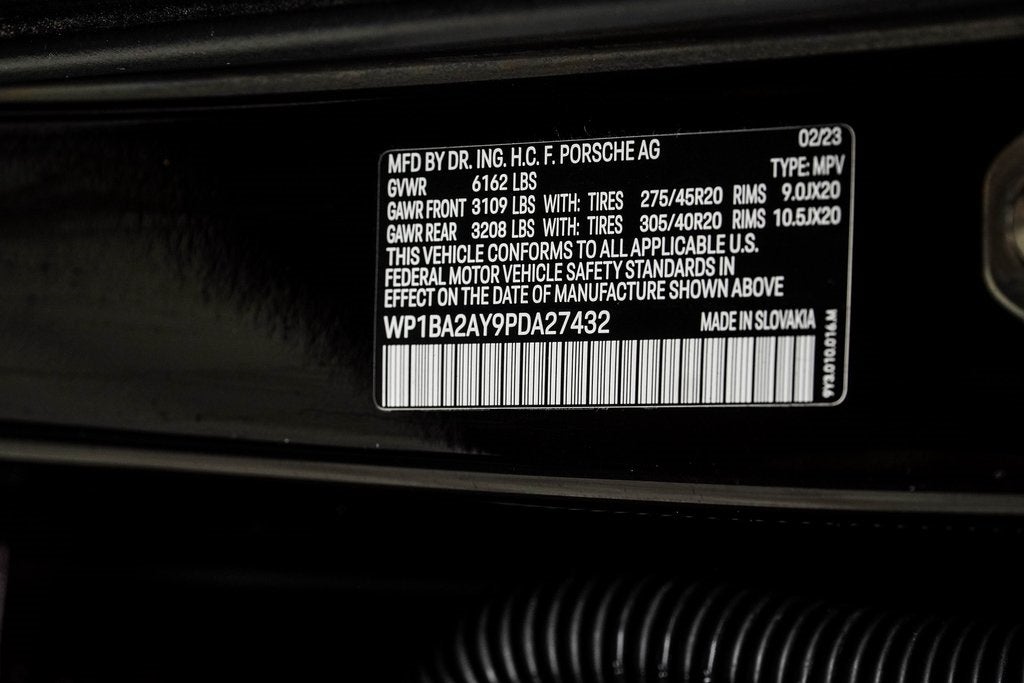 02/23
MFD BY DR. ING. H.C. F. PORSCHE AG
TYPE: MPV
GVWR 6162 LBS
GAWR FRONT 3109 LBS WITH: TIRES 275/45R20 RIMS 9.0JX20
GAWR REAR 3208 LBS WITH: TIRES 305/40R20 RIMS 10.5JX20
THIS VEHICLE CONFORMS TO ALL APPLICABLE U.S.
FEDERAL MOTOR VEHICLE SAFETY STANDARDS IN
EFFECT ON THE DATE OF MANUFACTURE SHOWN ABOVE
WP1BA2AY9PDA27432 MADE IN SLOVAKIA
9Y3.010.016.M